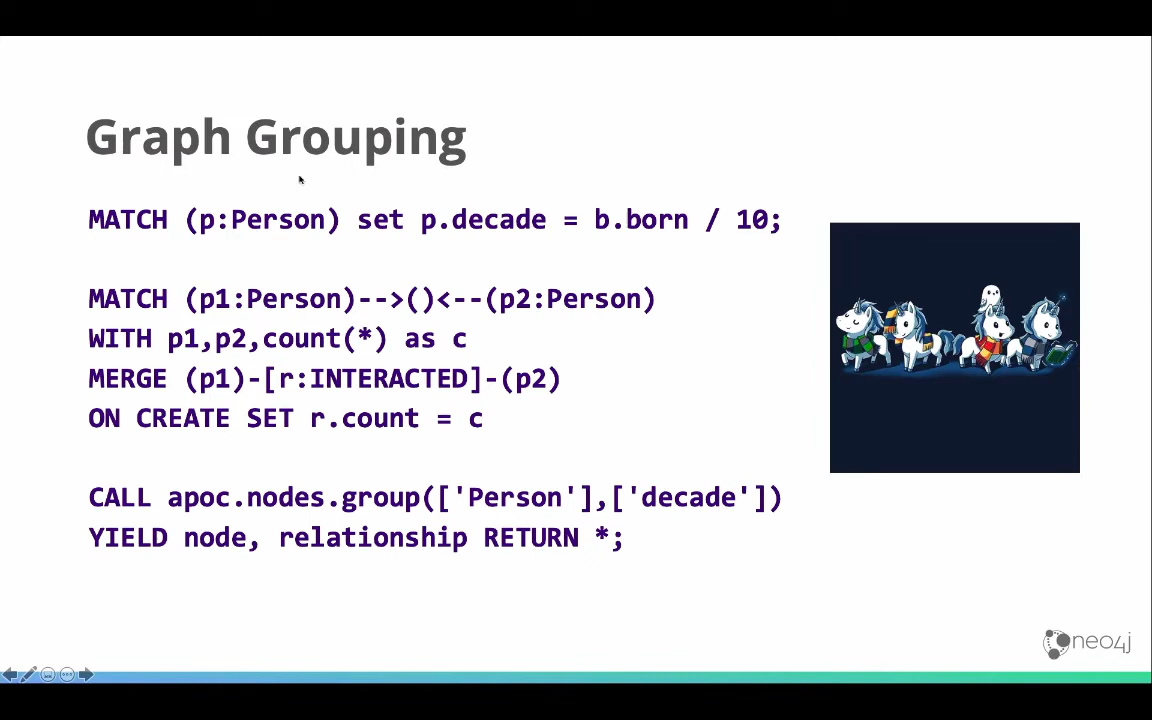 Graph Grouping
MATCH (p:Person) set p.decade = b.born / 10;
MATCH (p1:Person)-->()<--(p2:Person)
WITH p1,p2,count(*) as c
MERGE (p1)-[r:INTERACTED]-(p2)
ON CREATE SET r.count = c
CALL apoc.nodes.group(['Person'],['decade'])
YIELD node, relationship RETURN *;
neo4j